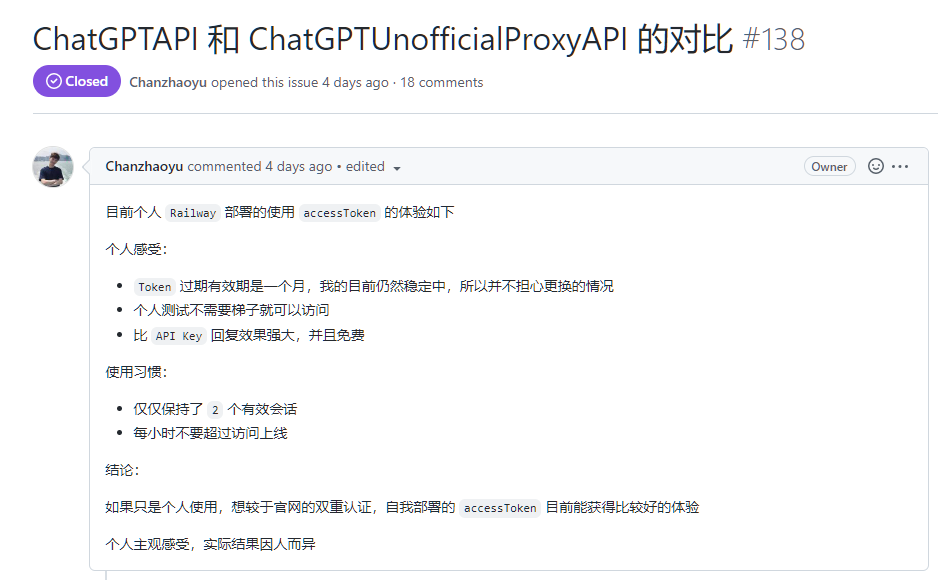 ChatGPTAPI 和 ChatGPTUnofficialProxyAPI 的对比 #138
Closed Chanzhaoyu opened this issue 4 days ago · 18 comments
Chanzhaoyu commented 4 days ago • edited Owner
目前个人 Railway 部署的使用 accessToken 的体验如下
个人感受：
Token 过期有效期是一个月，我的目前仍然稳定中，所以并不担心更换的情况
个人测试不需要梯子就可以访问
比 API Key 回复效果强大，并且免费
使用习惯：
仅仅保持了 2 个有效会话
每小时不要超过访问上线
结论：
如果只是个人使用，想较于官网的双重认证，自我部署的 accessToken 目前能获得比较好的体验
个人主观感受，实际结果因人而异